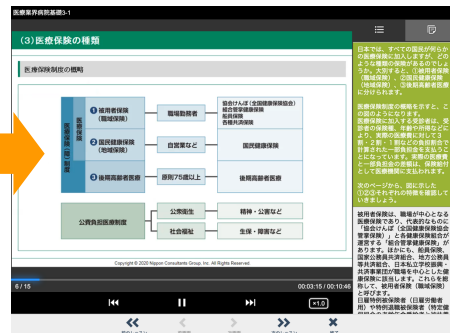 医療業界病院基礎3-1
(3)医療保険の種類
医療保険制度の概略
医療保険(職)制度
医療保険
❶ 被用者保険
(職域保険)
職場勤務者
協会けんぽ(全国健康保険協会)
組合管掌健康保険
船員保険
各種共済保険
❷ 国民健康保険
(地域保険)
自営業など
国民健康保険
❸ 後期高齢者医療
原則75歳以上
後期高齢者医療
公費負担医療制度
公衆衛生
精神・公害など
社会福祉
生保・障害など
Copyright © 2020 Nippon Consultants Group, Inc. All Rights Reserved.
6 / 15
00:03:15 / 00:10:46
×1.0
日本では、すべての国民が何らか
の医療保険に加入しますが、どの
ような種類の保険があるのでしょ
うか。大別すると、①被用者保険
(職域保険)、②国民健康保険
(地域保険)、③後期高齢者医療
に分けられます。
医療保険制度の概略を示すと、こ
の図のようになります。
医療保険に加入する受診者は、受
診者の保険種、年齢や所得などに
より、実際の医療費に対して3
割・2割・1割などの負担割合で
計算された一部負担金を支払うこ
とになっています。実際の医療費
と一部負担金の差額は、保険給付
として医療機関に支払われます。
次のページから、図に示した
①②③それぞれの特徴を確認して
いきましょう。
被用者保険は、職場が中心となる
医療保険であり、代表的なものに
「協会けんぽ(全国健康保険協会
管掌保険)」と各健康保険組合が
運営する「組合管掌健康保険」が
あります。ほかにも、船員保険、
国家公務員共済組合、地方公務員
等共済組合、日本私立学校振興・
共済事業団が職場を中心とした健
康保険に該当します。これらを総
称して、被用者保険(職域保険)
と呼びます。
日雇特例被保険者(日雇労働者
用)や特例退職被保険者(特定健